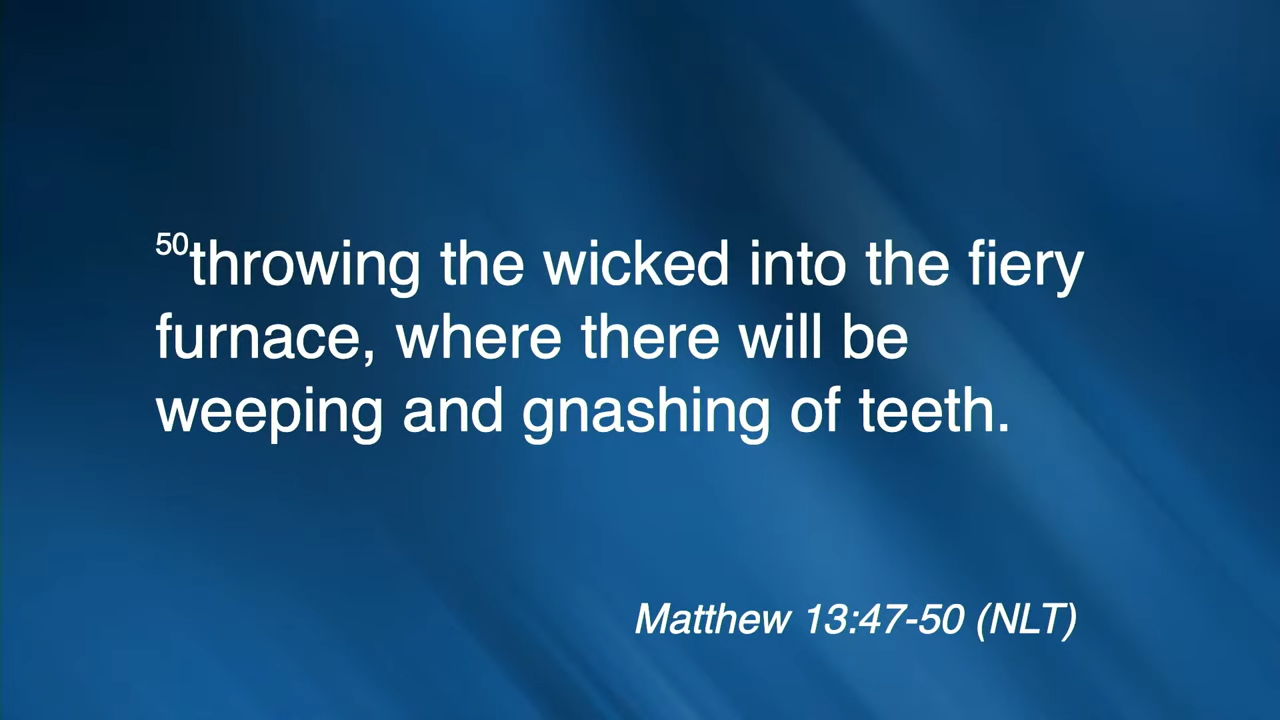 50throwing the wicked into the fiery
furnace, where there will be
weeping and gnashing of teeth.
Matthew 13:47-50 (NLT)